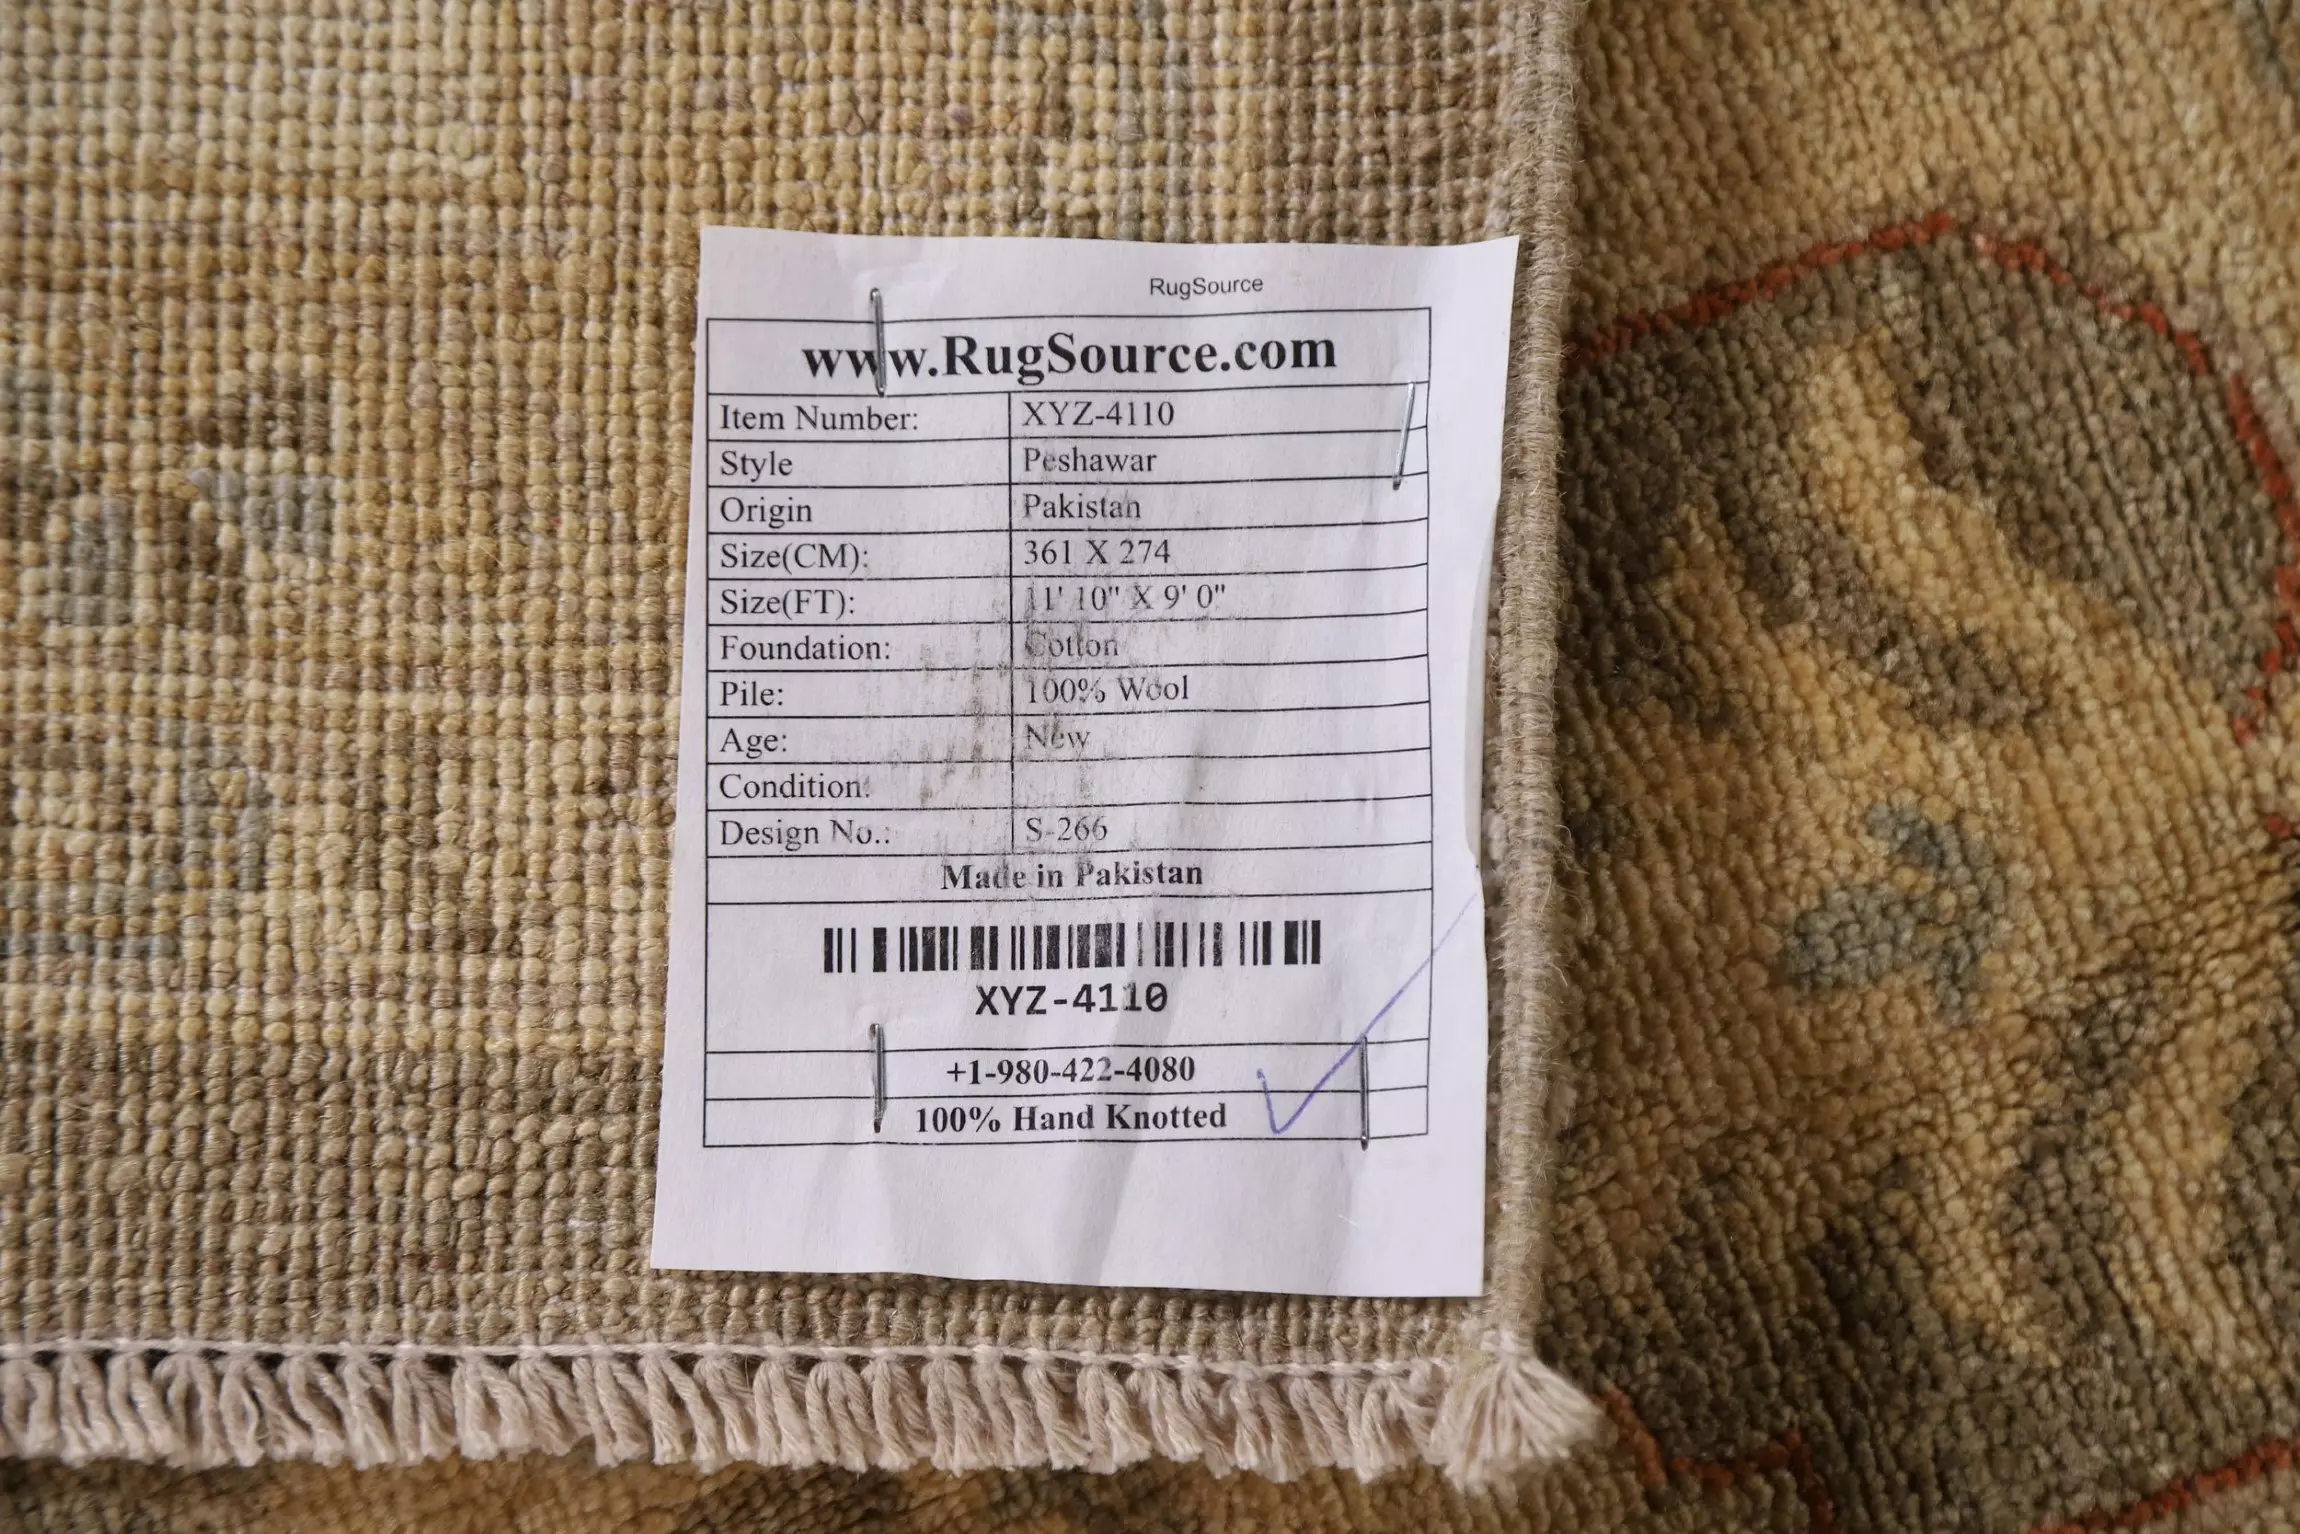 RugSource
www.RugSource.com
Item Number: XYZ-4110
Style Peshawar
Origin Pakistan
Size(CM): 361 X 274
Size(FT): 11' 10" X 9' 0"
Foundation: Cotton
Pile: 100% Wool
Age: New
Condition:
Design No.: S-266
Made in Pakistan
XYZ-4110
+1-980-422-4080
100% Hand Knotted